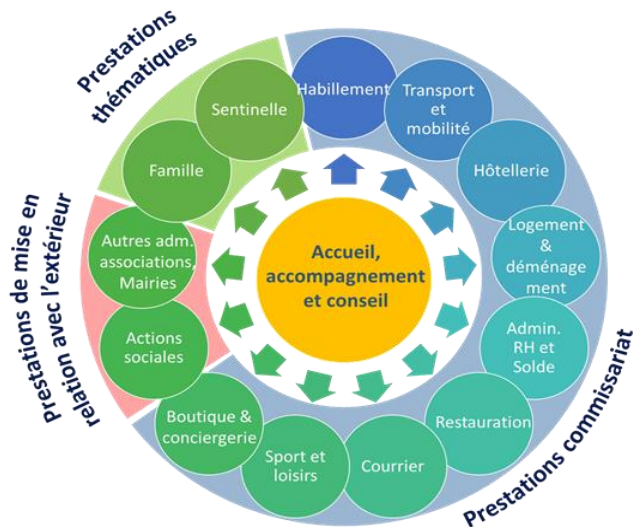 Prestations
thématiques
Sentinelle
Famille
Habillement
Transport
et
mobilité
Hôtellerie
Logement
&
déménage
ment
Admin.
RH et
Solde
Restauration
Courrier
Sport et
loisirs
Boutique &
conciergerie
Prestations commissariat
Actions
sociales
Autres adm.
associations,
Mairies
Prestations de mise en
relation avec l'extérieur
Accueil,
accompagnement
et conseil